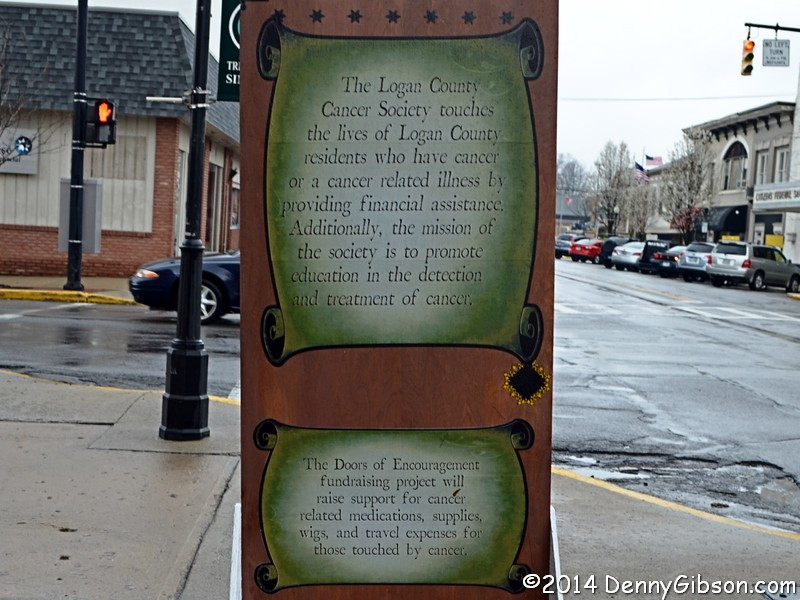 The Logan County
Cancer Society touches
the lives of Logan County
residents who have cancer
or a cancer related illness by
providing financial assistance.
Additionally, the mission of
the society is to promote
education in the detection
and treatment of cancer.
The Doors of Encouragement
fundraising project will
raise support for cancer
related medications, supplies,
wigs, and travel expenses for
those touched by cancer.
NO LEFT
TURN
©2014 DennyGibson.com